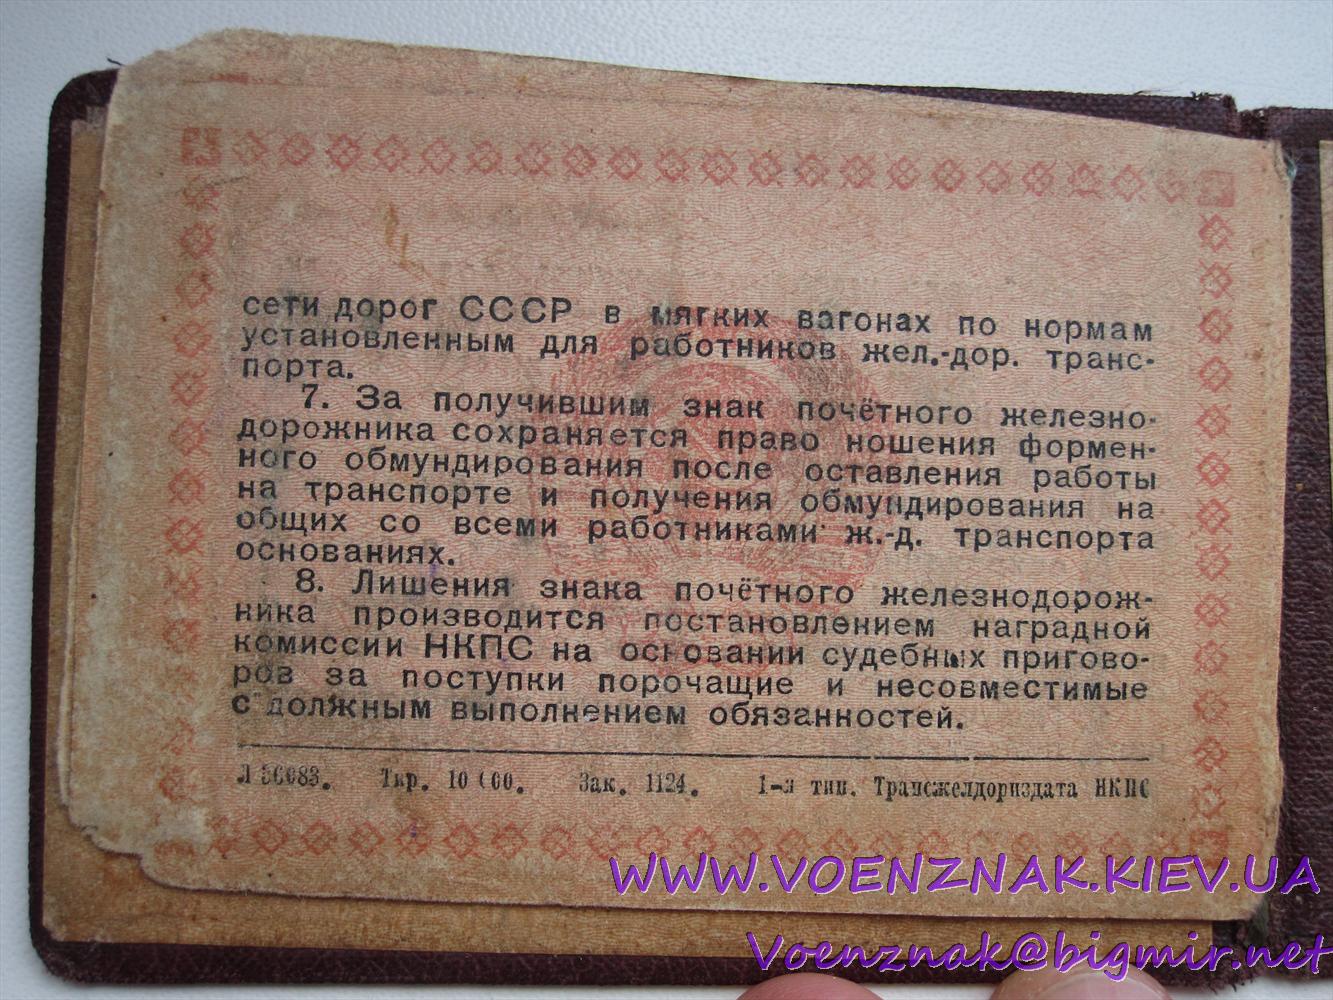 сети дорог СССР в мягких вагонах по нормам
установленным для работников жел.-дор. транс-
порта.
7. За получившим знак почётного железно-
дорожника сохраняется право ношения формен-
ного обмундирования после оставления работы
на транспорте и получения обмундирования на
общих со всеми работниками ж.-д. транспорта
основаниях.
8. Лишения знака почётного железнодорож-
ника производится постановлением наградной
комиссии НКПС на основании судебных пригово-
ров за поступки порочащие и несовместимые
с должным выполнением обязанностей.
Тир. 10 000. Зак. 1124. 1-я тип. Трансжелдориздата НКПС
WWW.VOENZNAK.KIEV.UA
Voenznak@bigmir.net